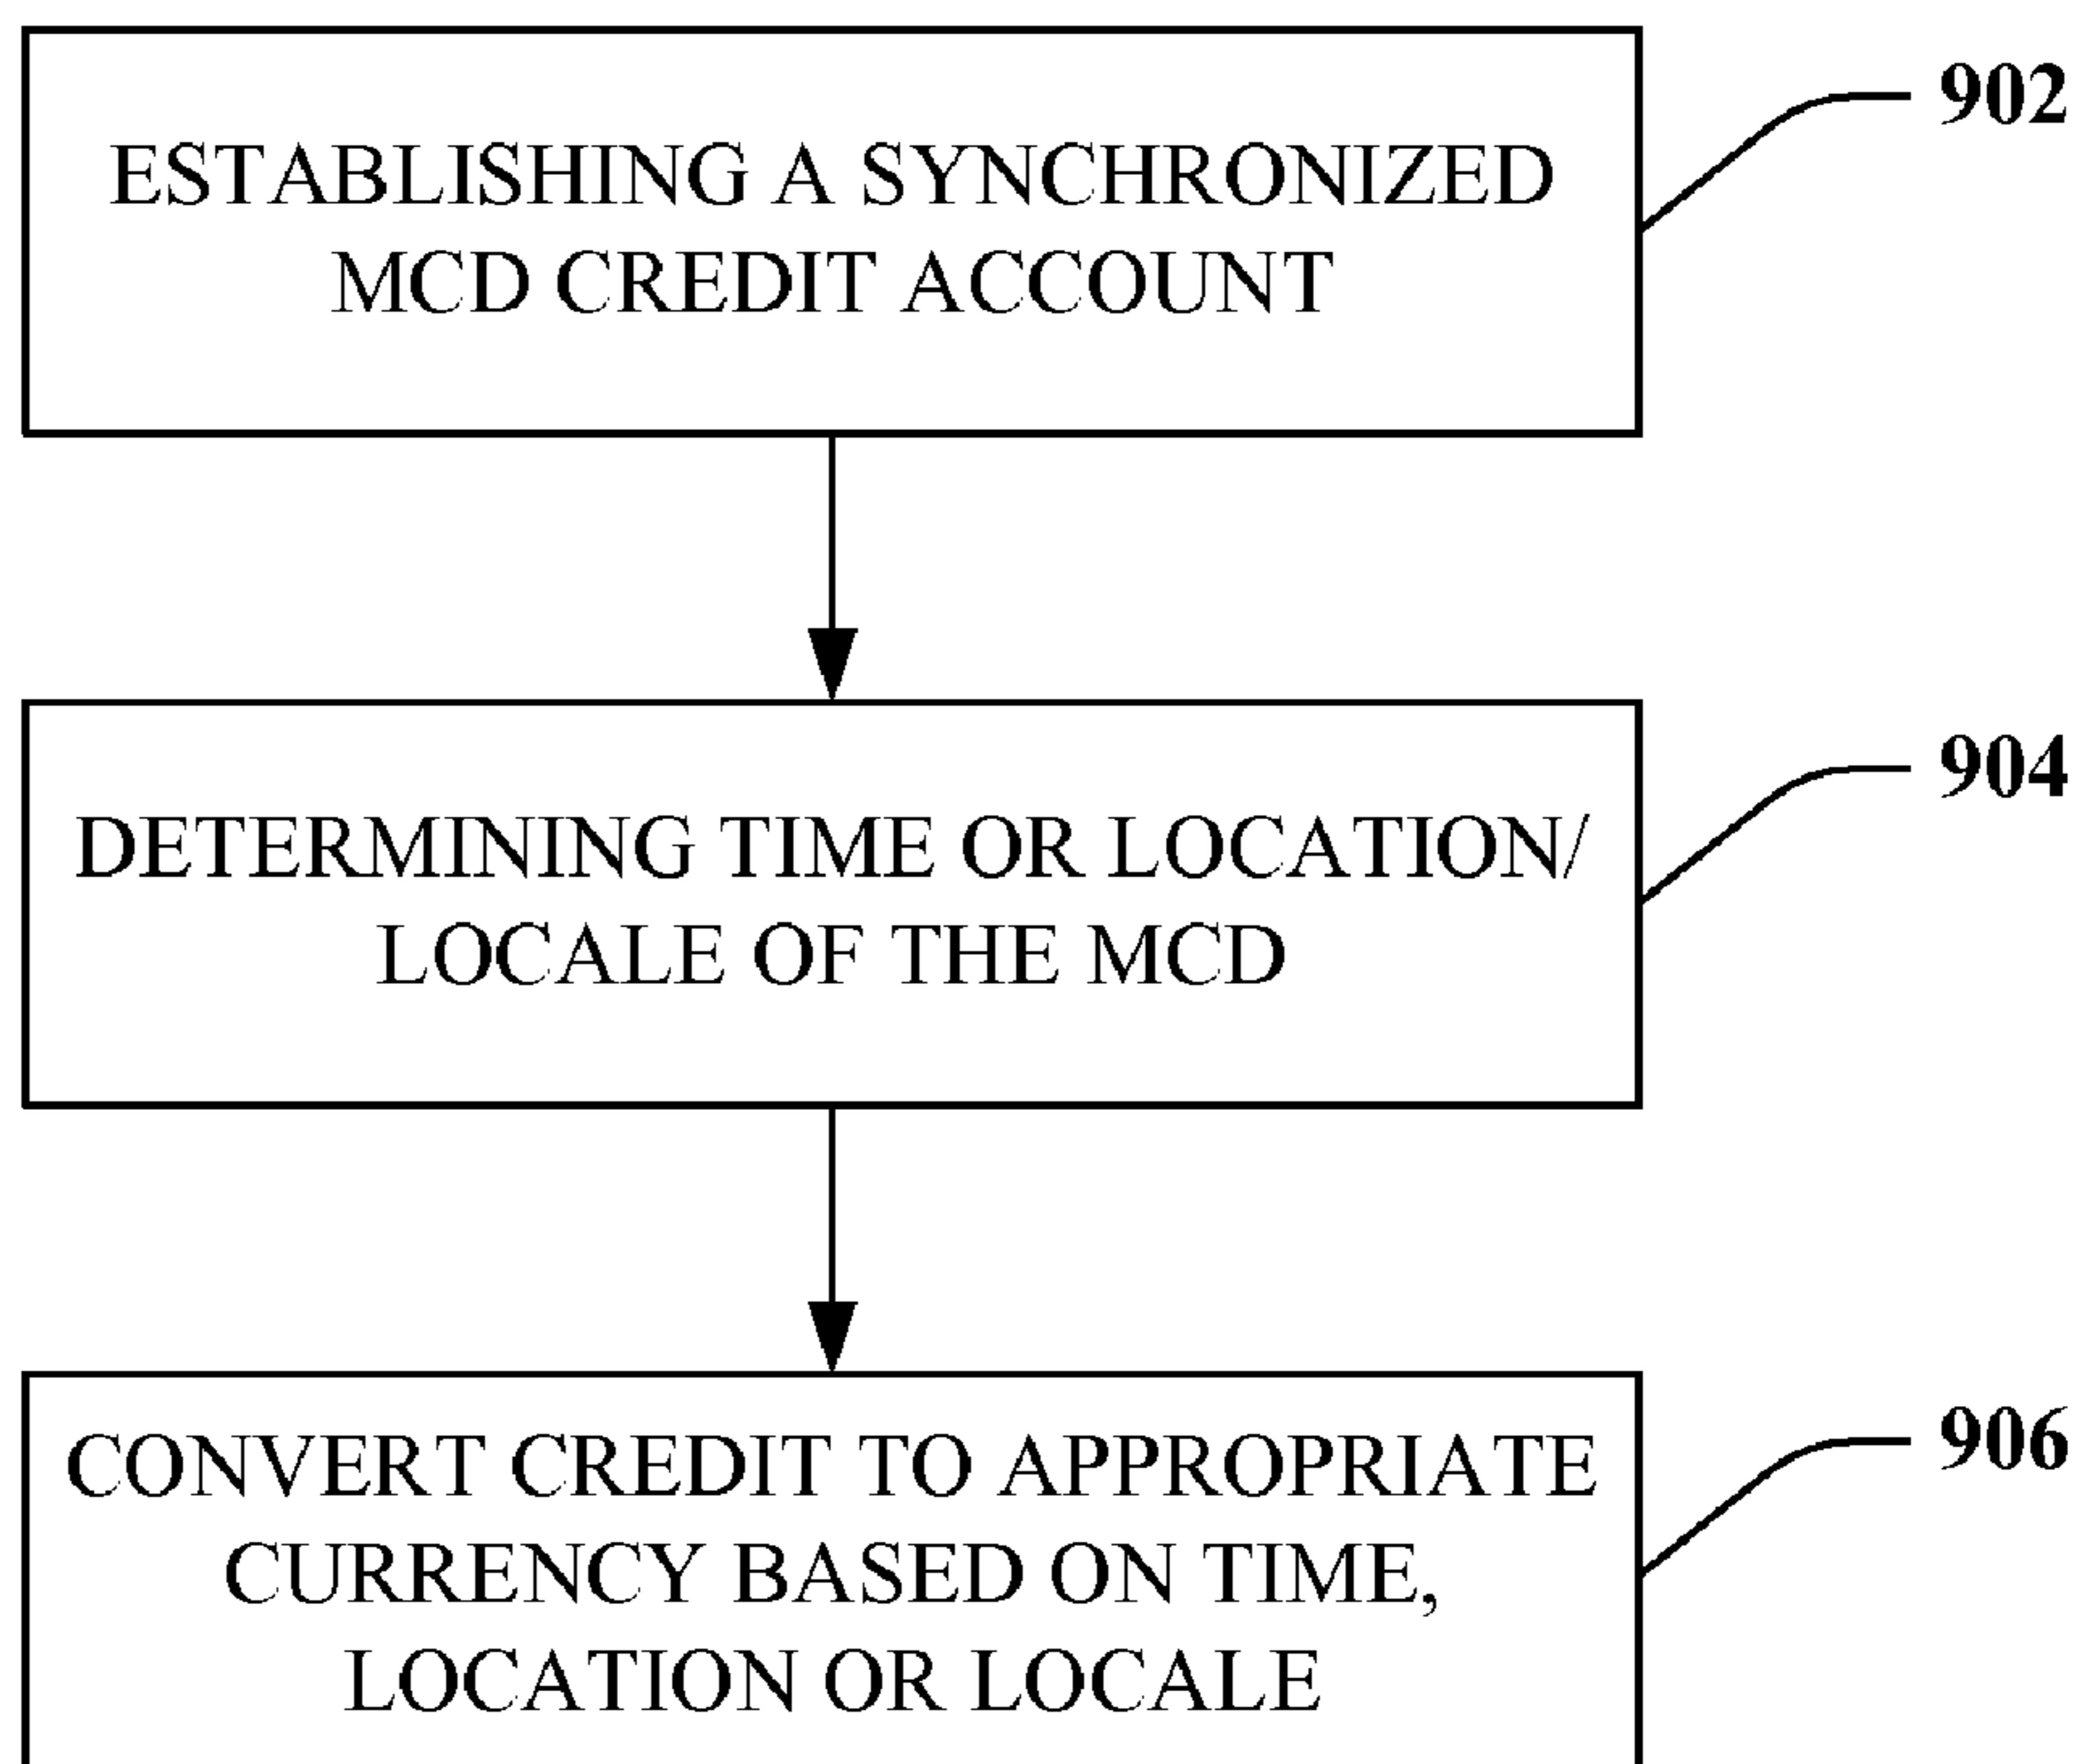 902
ESTABLISHING A SYNCHRONIZED
MCD CREDIT ACCOUNT
904
DETERMINING TIME OR LOCATION/
LOCALE OF THE MCD
906
CONVERT CREDIT TO APPROPRIATE
CURRENCY BASED ON TIME,
LOCATION OR LOCALE